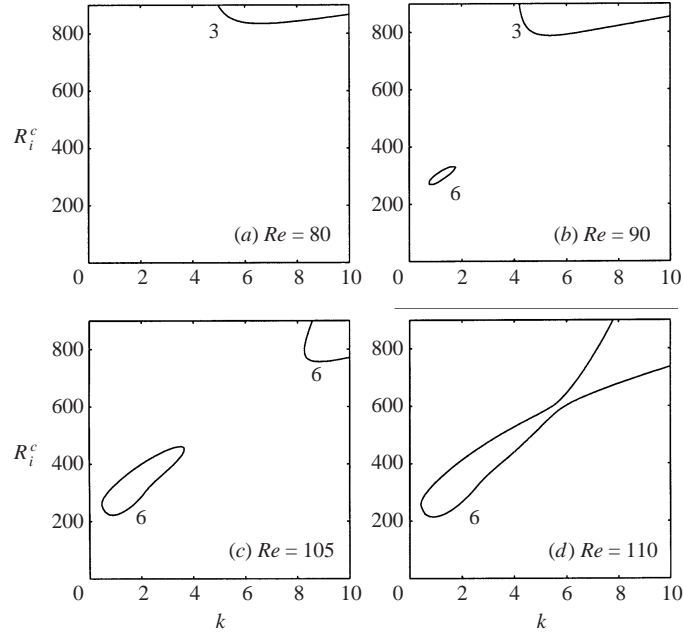 3 3
800 800
R_i^c 600 600
400 400
6
200 200
(a) Re = 80 (b) Re = 90
0 2 4 6 8 10 0 2 4 6 8 10
800 800
6
600 600
R_i^c
400 400
200 6 200 6
(c) Re = 105 (d) Re = 110
0 2 4 6 8 10 0 2 4 6 8 10
k k